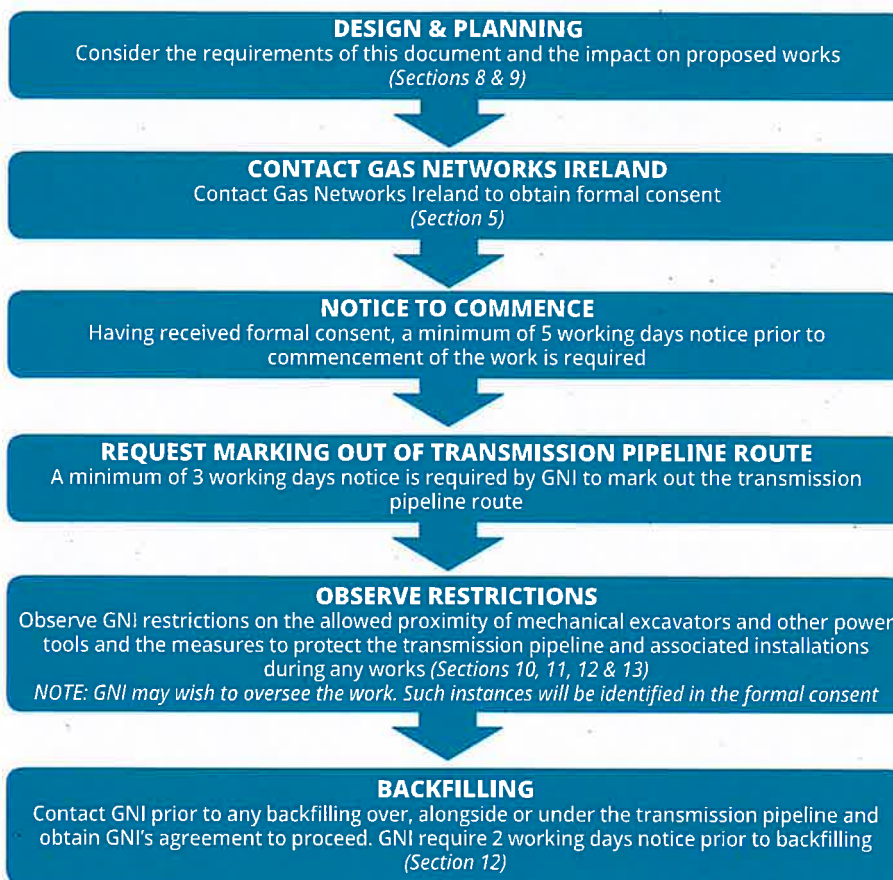 DESIGN & PLANNING
Consider the requirements of this document and the impact on proposed works
(Sections 8 & 9)
CONTACT GAS NETWORKS IRELAND
Contact Gas Networks Ireland to obtain formal consent
(Section 5)
NOTICE TO COMMENCE
Having received formal consent, a minimum of 5 working days notice prior to
commencement of the work is required
REQUEST MARKING OUT OF TRANSMISSION PIPELINE ROUTE
A minimum of 3 working days notice is required by GNI to mark out the transmission
pipeline route
OBSERVE RESTRICTIONS
Observe GNI restrictions on the allowed proximity of mechanical excavators and other power
tools and the measures to protect the transmission pipeline and associated installations
during any works (Sections 10, 11, 12 & 13)
NOTE: GNI may wish to oversee the work. Such instances will be identified in the formal consent
BACKFILLING
Contact GNI prior to any backfilling over, alongside or under the transmission pipeline and
obtain GNI's agreement to proceed. GNI require 2 working days notice prior to backfilling
(Section 12)